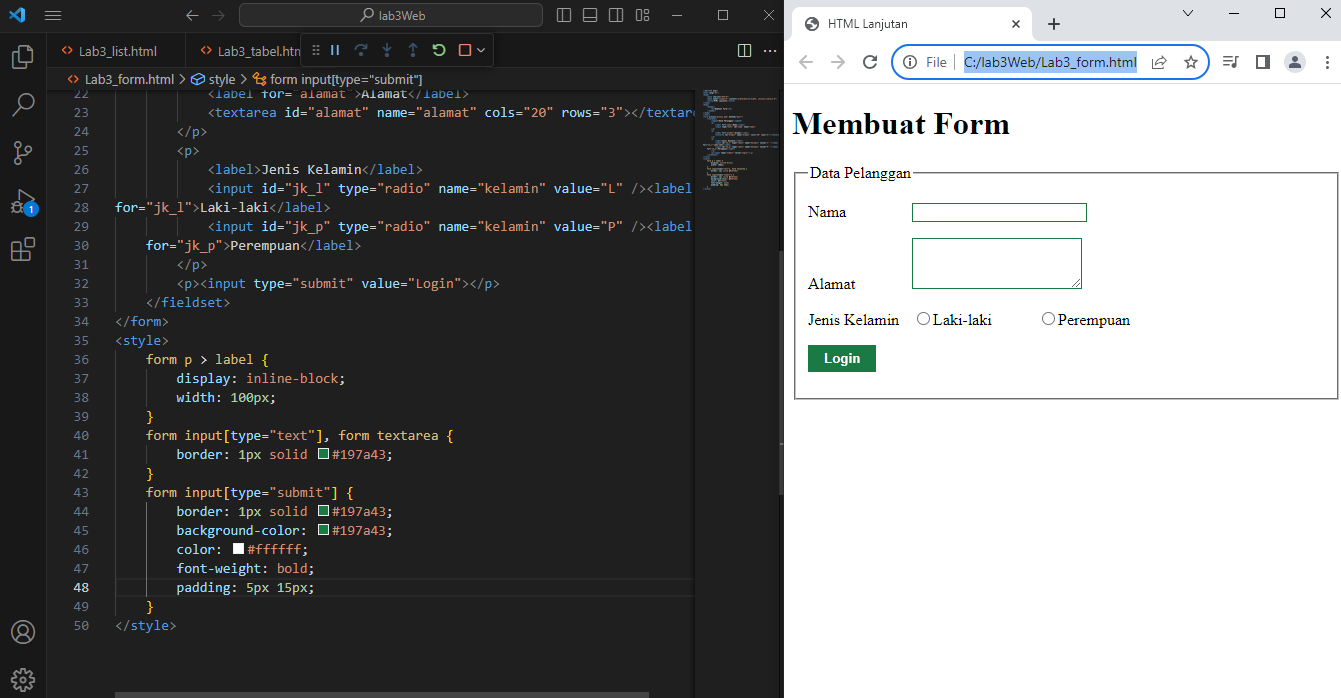 lab3Web
Lab3_list.html
Lab3_tabel.htn
Lab3_form.html > style > form input[type="submit"]
22 <label for="alamat">Alamat</label>
23 <textarea id="alamat" name="alamat" cols="20" rows="3"></textare
24 </p>
25 <p>
26 <label>Jenis Kelamin</label>
27 <input id="jk_l" type="radio" name="kelamin" value="L" /><label
28 for="jk_l">Laki-laki</label>
29 <input id="jk_p" type="radio" name="kelamin" value="P" /><label
30 for="jk_p">Perempuan</label>
31 </p>
32 <p><input type="submit" value="Login"></p>
33 </fieldset>
34 </form>
35 <style>
36 form p > label {
37 display: inline-block;
38 width: 100px;
39 }
40 form input[type="text"], form textarea {
41 border: 1px solid #197a43;
42 }
43 form input[type="submit"] {
44 border: 1px solid #197a43;
45 background-color: #197a43;
46 color: #ffffff;
47 font-weight: bold;
48 padding: 5px 15px;
49 }
50 </style>
1
HTML Lanjutan
File C:/lab3Web/Lab3_form.html
Membuat Form
Data Pelanggan
Nama
Alamat
Jenis Kelamin Laki-laki Perempuan
Login